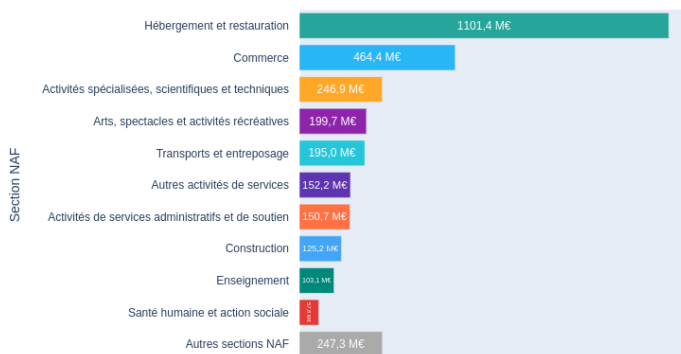 Hébergement et restauration
1101,4 M€
Commerce
464,4 M€
Activités spécialisées, scientifiques et techniques
246,9 M€
Arts, spectacles et activités récréatives
199,7 M€
Transports et entreposage
195,0 M€
Autres activités de services
152,2 M€
Activités de services administratifs et de soutien
150,7 M€
Construction
125,2 M€
Enseignement
103,1 M€
Santé humaine et action sociale
Autres sections NAF
247,3 M€
Section NAF